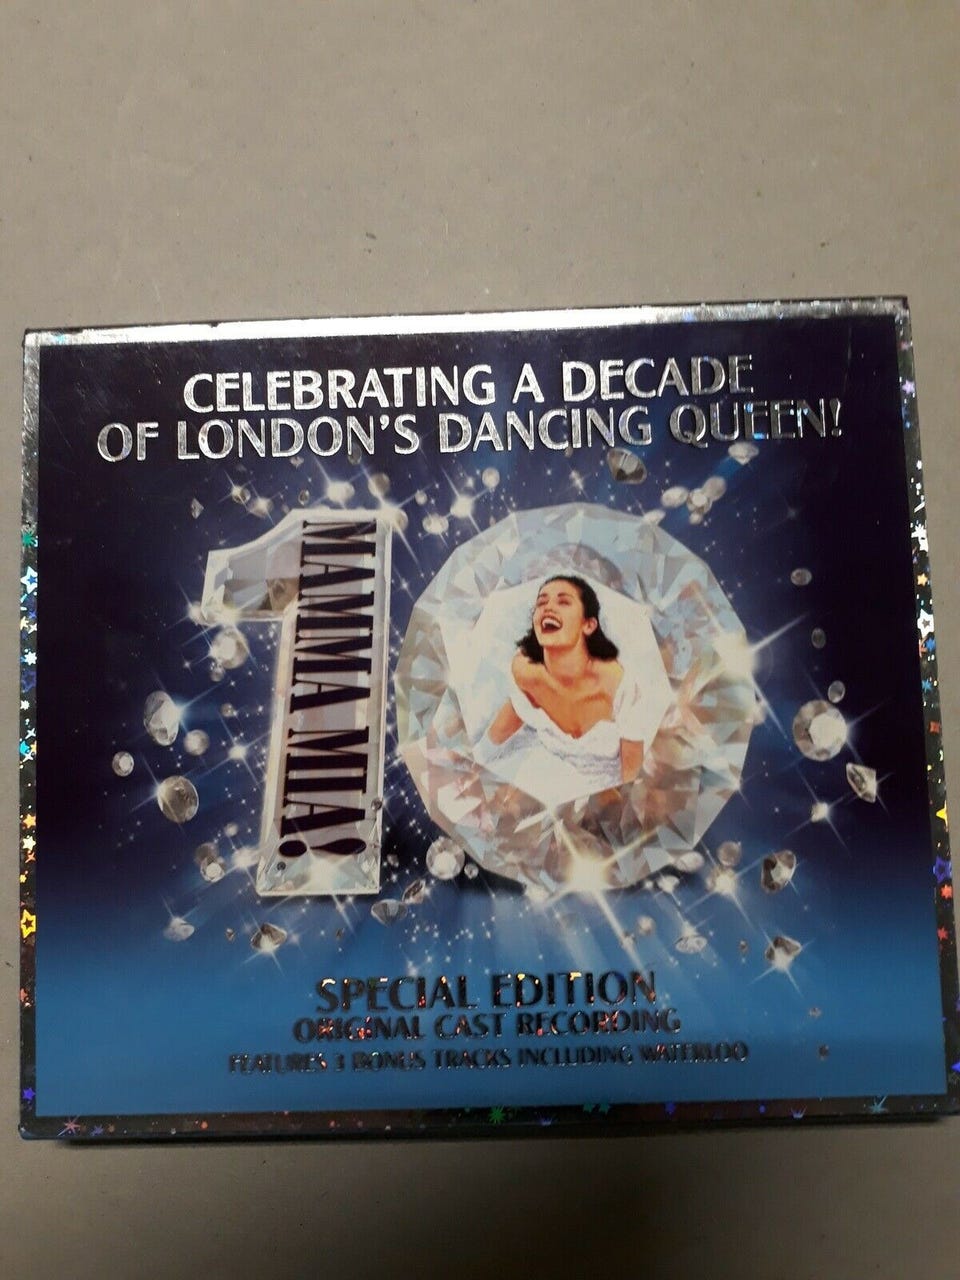 CELEBRATING A DECADE
OF LONDON'S DANCING QUEEN!
10
MAMMA MIA!
SPECIAL EDITION
ORIGINAL CAST RECORDING
FEATURES 3 BONUS TRACKS INCLUDING WATERLOO